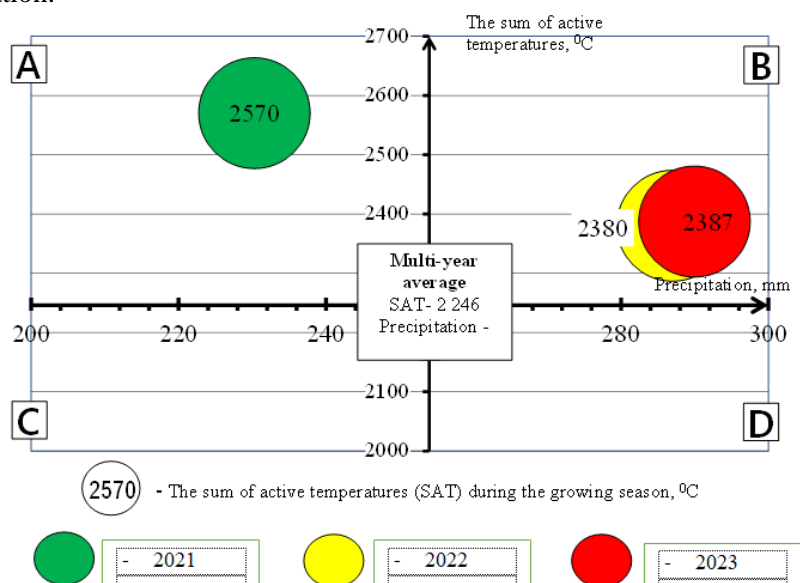 ation.
The sum of active
temperatures, ⁰C
2700
A
B
2600
2570
2500
2400
2380
2387
Multi-year
average
SAT- 2 246
Precipitation -
Precipitation, mm
200
220
240
280
300
2100
C
D
2000
2570 - The sum of active temperatures (SAT) during the growing season, ⁰C
- 2021
- 2022
- 2023